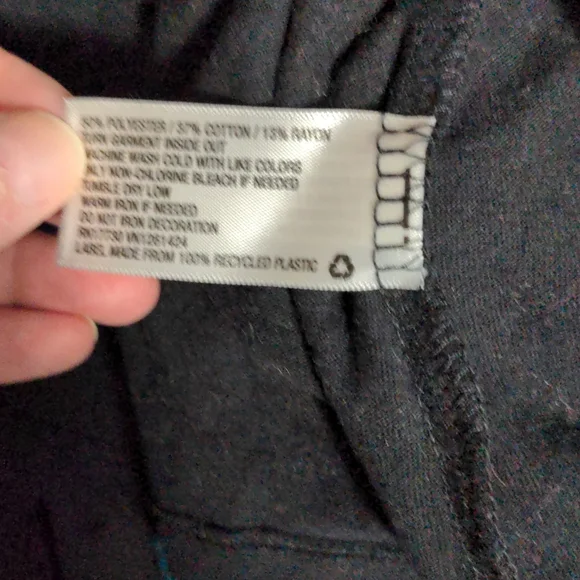 50% POLYESTER / 37% COTTON / 13% RAYON
TURN GARMENT INSIDE OUT
MACHINE WASH COLD WITH LIKE COLORS
ONLY NON-CHLORINE BLEACH IF NEEDED
TUMBLE DRY LOW
WARM IRON IF NEEDED
DO NOT IRON DECORATION
RN17730 VN1251424
LABEL MADE FROM 100% RECYCLED PLASTIC